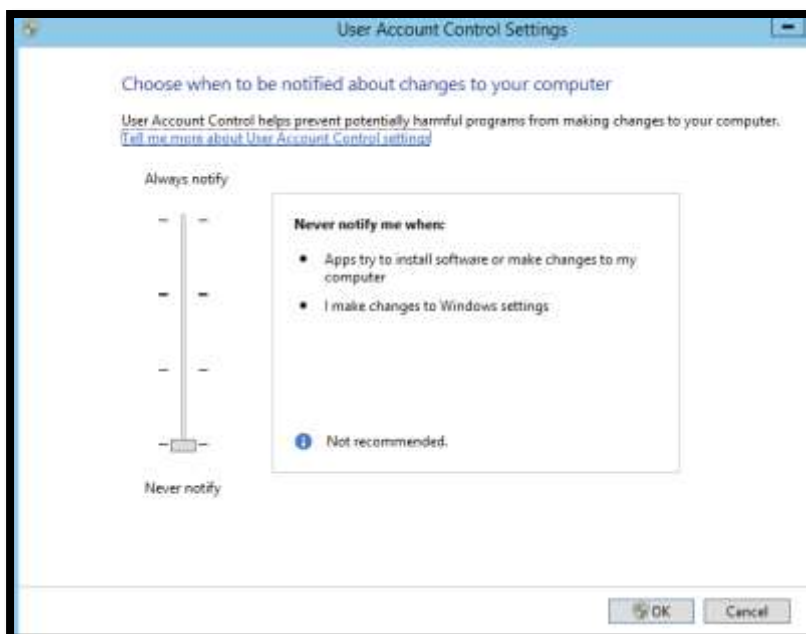 User Account Control Settings
Choose when to be notified about changes to your computer
User Account Control helps prevent potentially harmful programs from making changes to your computer.
Tell me more about User Account Control settings
Always notify
Never notify me when:
• Apps try to install software or make changes to my
computer
• I make changes to Windows settings
Not recommended.
Never notify
OK Cancel